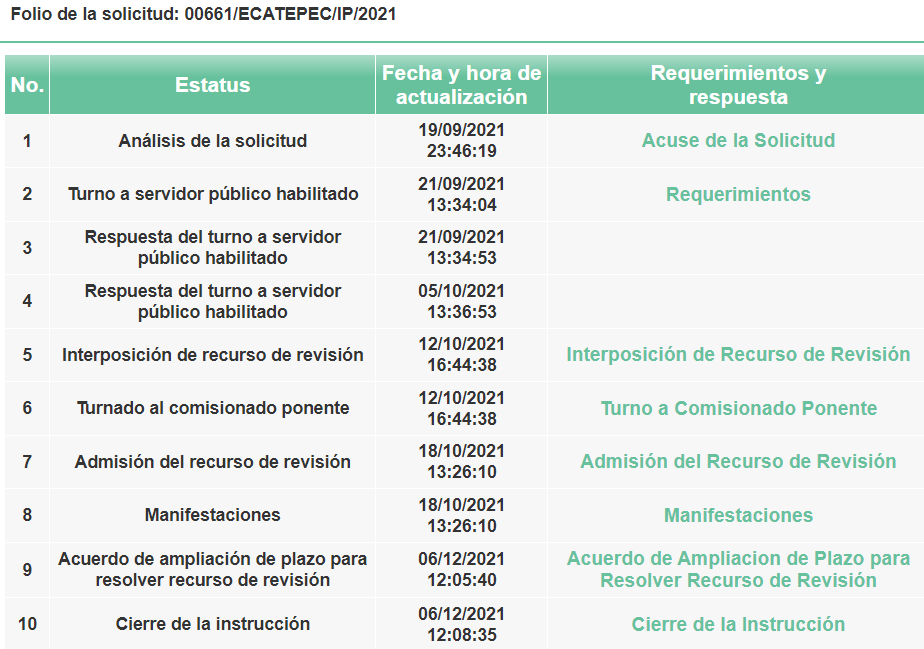 Folio de la solicitud: 00661/ECATEPEC/IP/2021
No. Estatus Fecha y hora de actualización Requerimientos y respuesta
1 Análisis de la solicitud 19/09/2021 23:46:19 Acuse de la Solicitud
2 Turno a servidor público habilitado 21/09/2021 13:34:04 Requerimientos
3 Respuesta del turno a servidor público habilitado 21/09/2021 13:34:53
4 Respuesta del turno a servidor público habilitado 05/10/2021 13:36:53
5 Interposición de recurso de revisión 12/10/2021 16:44:38 Interposición de Recurso de Revisión
6 Turnado al comisionado ponente 12/10/2021 16:44:38 Turno a Comisionado Ponente
7 Admisión del recurso de revisión 18/10/2021 13:26:10 Admisión del Recurso de Revisión
8 Manifestaciones 18/10/2021 13:26:10 Manifestaciones
9 Acuerdo de ampliación de plazo para resolver recurso de revisión 06/12/2021 12:05:40 Acuerdo de Ampliacion de Plazo para Resolver Recurso de Revisión
10 Cierre de la instrucción 06/12/2021 12:08:35 Cierre de la Instrucción